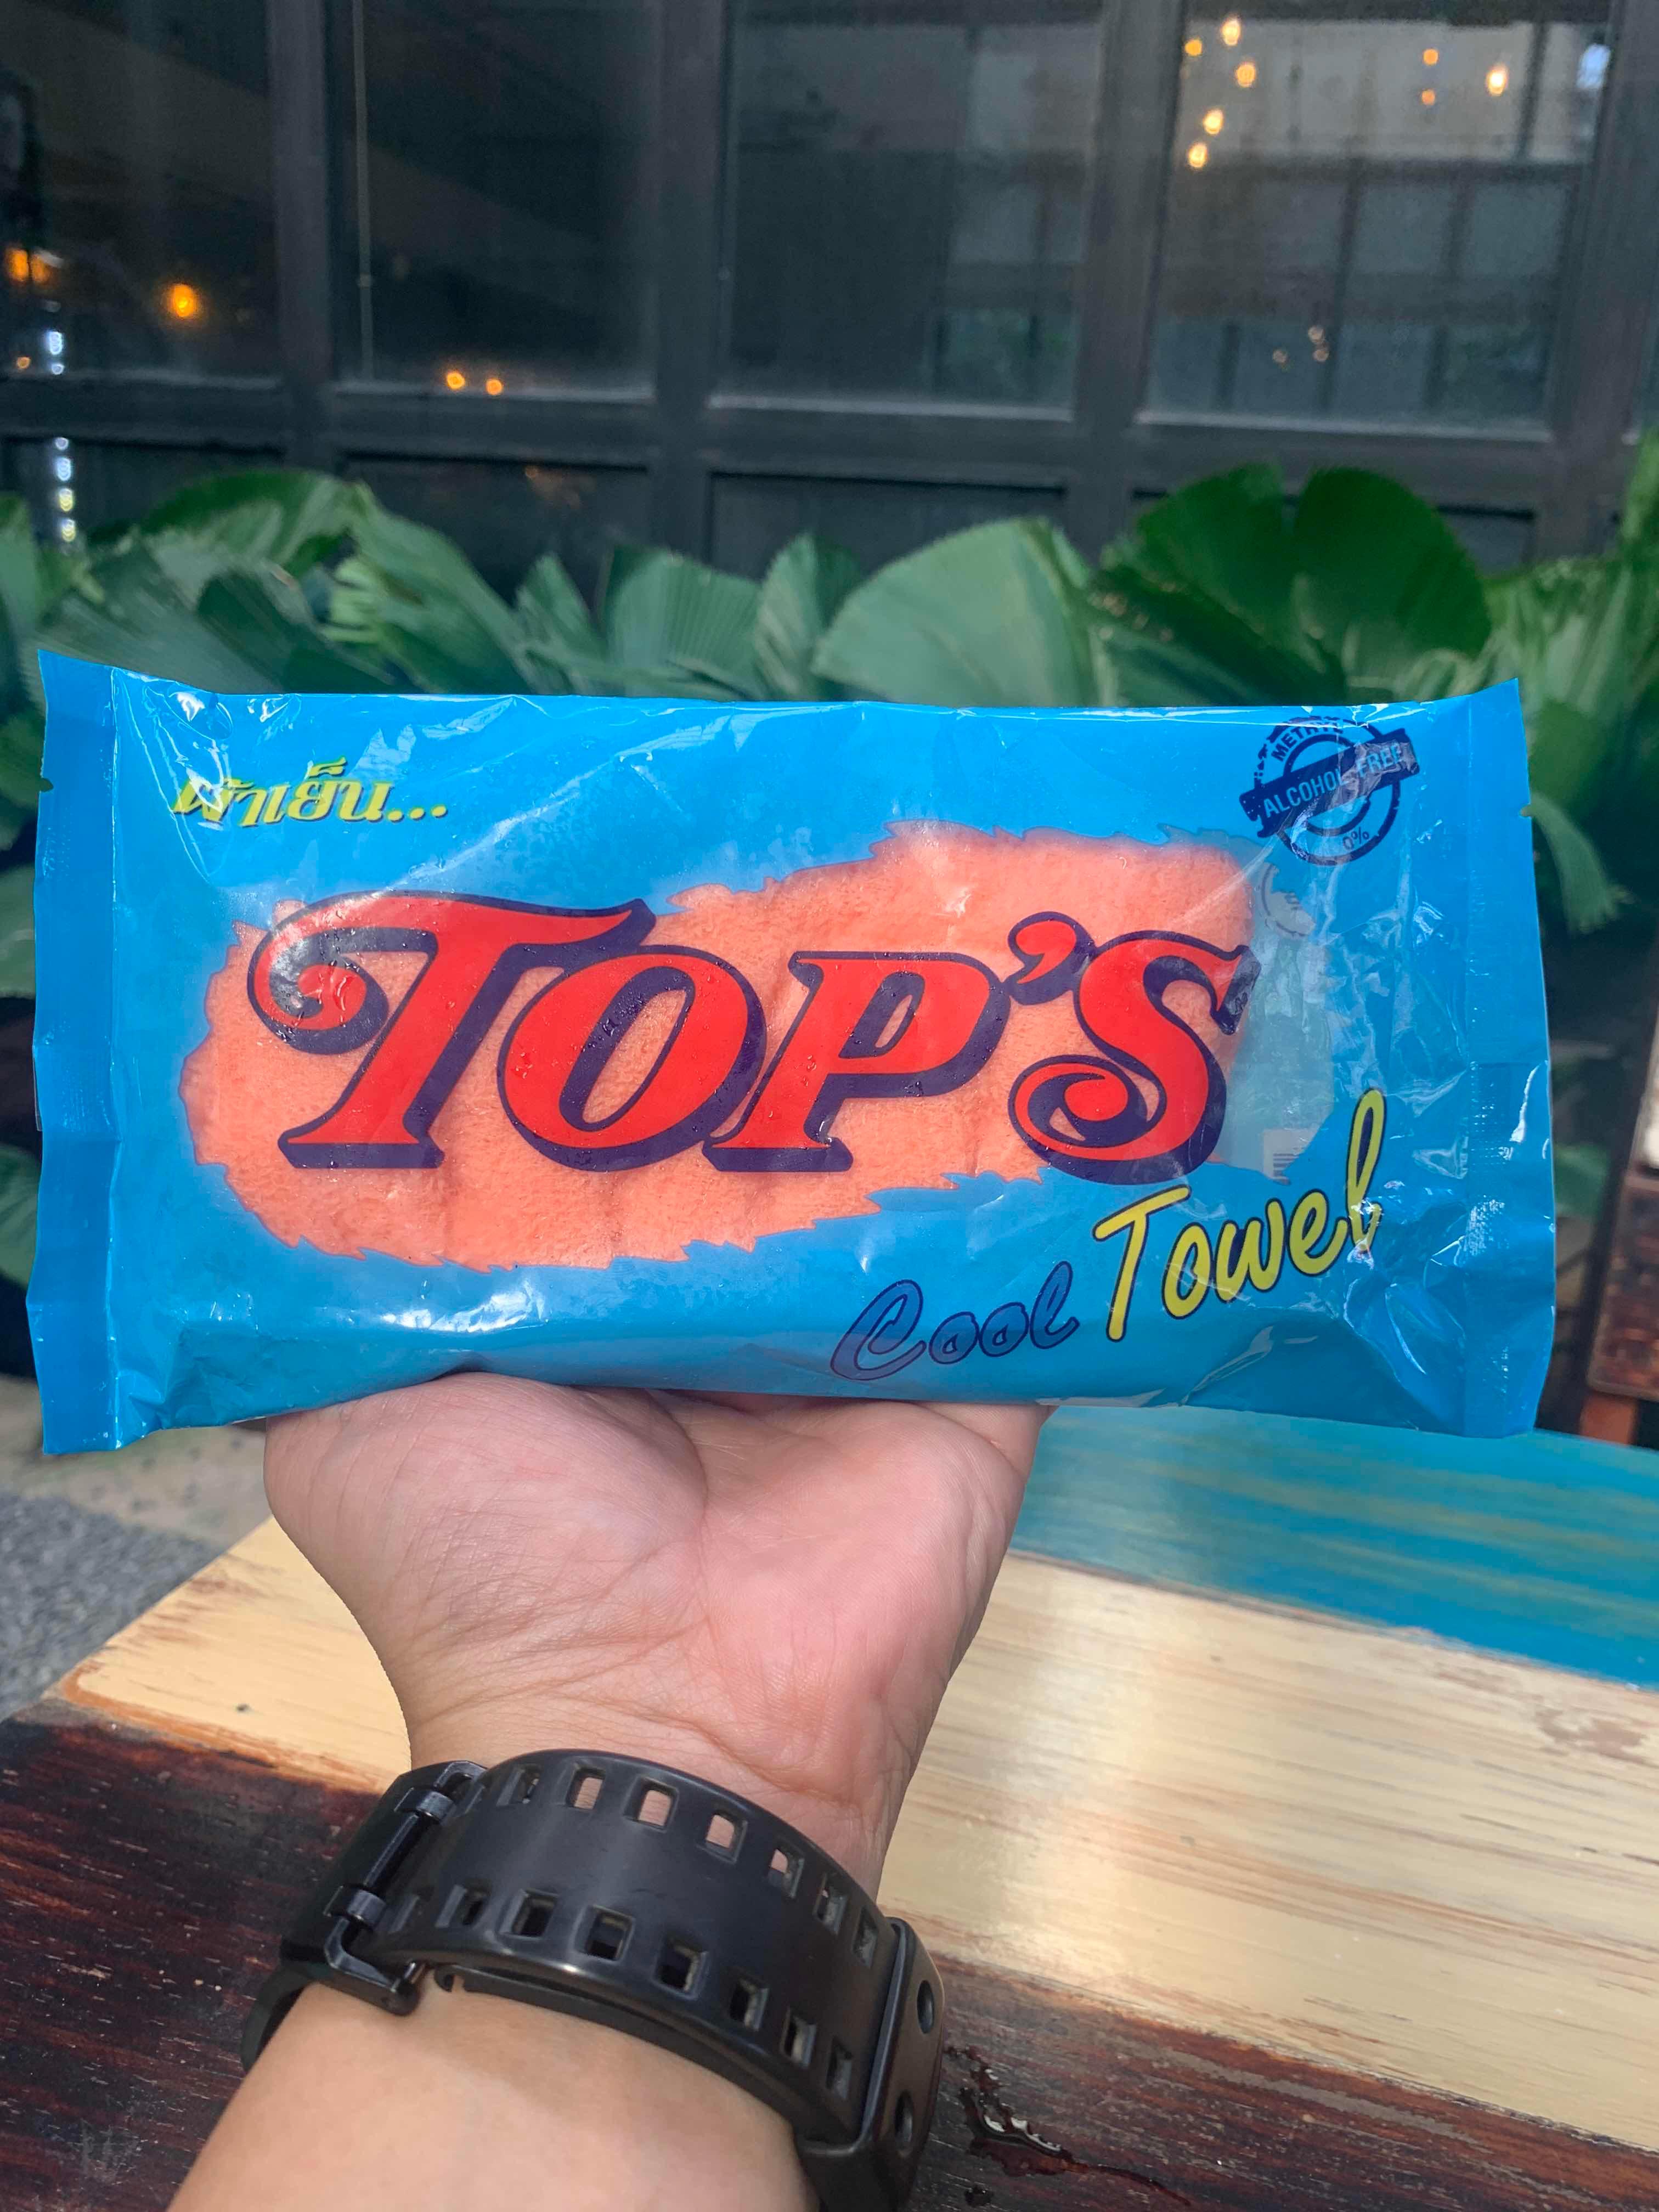 ผ้าเย็น...
METHYL
ALCOHOL FREE
0%
TOP'S
Cool Towel